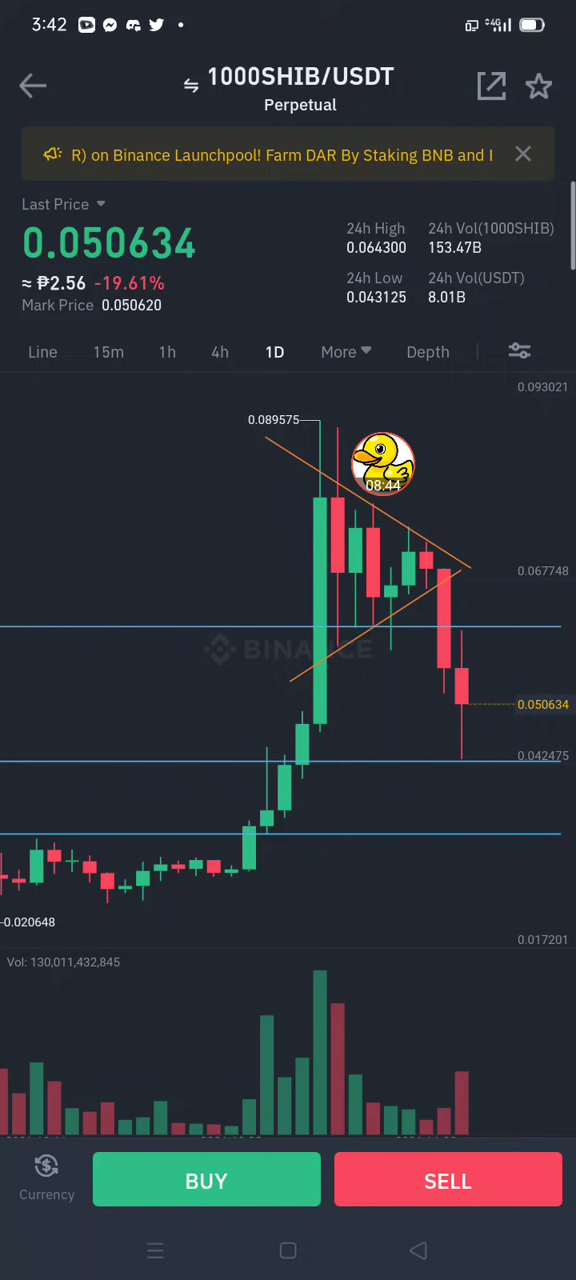 3:42
4G
1000SHIB/USDT
Perpetual
R) on Binance Launchpool! Farm DAR By Staking BNB and
Last Price
0.050634
≈ ₱2.56 -19.61%
Mark Price 0.050620
24h High
0.064300
24h Vol(1000SHIB)
153.47B
24h Low
0.043125
24h Vol(USDT)
8.01B
Line 15m 1h 4h 1D More Depth
0.093021
0.089575
08:44
0.067748
BINANCE
0.050634
0.042475
0.020648
0.017201
Vol: 130,011,432,845
Currency
BUY
SELL